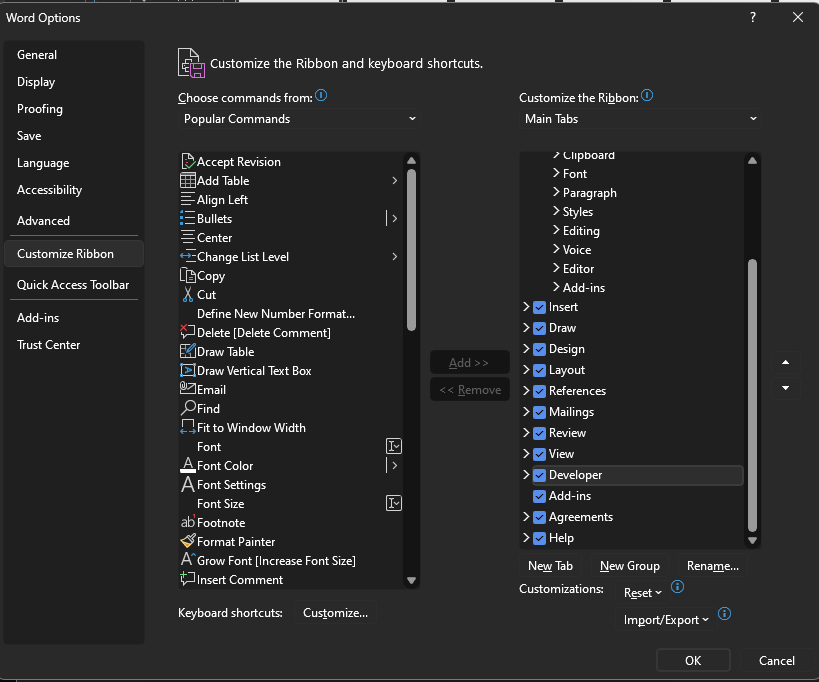 Word Options
?
General
Display
Proofing
Save
Language
Accessibility
Advanced
Customize Ribbon
Quick Access Toolbar
Add-ins
Trust Center
Customize the Ribbon and keyboard shortcuts.
Choose commands from:
Popular Commands
Accept Revision
Add Table
Align Left
Bullets
Center
Change List Level
Copy
Cut
Define New Number Format...
Delete [Delete Comment]
Draw Table
Draw Vertical Text Box
Email
Find
Fit to Window Width
Font
Font Color
Font Settings
Font Size
Footnote
Format Painter
Grow Font [Increase Font Size]
Insert Comment
Keyboard shortcuts: Customize...
Add >>
<< Remove
Customize the Ribbon:
Main Tabs
Clipboard
Font
Paragraph
Styles
Editing
Voice
Editor
Add-ins
Insert
Draw
Design
Layout
References
Mailings
Review
View
Developer
Add-ins
Agreements
Help
New Tab New Group Rename...
Customizations: Reset
Import/Export
OK Cancel